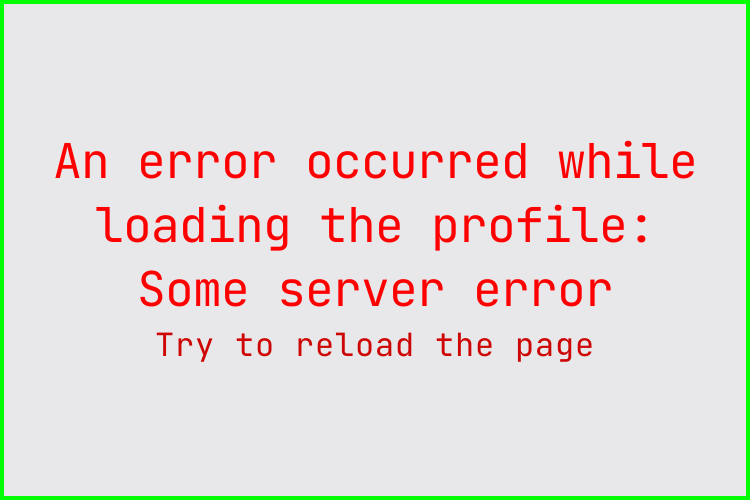 An error occurred while
loading the profile:
Some server error
Try to reload the page